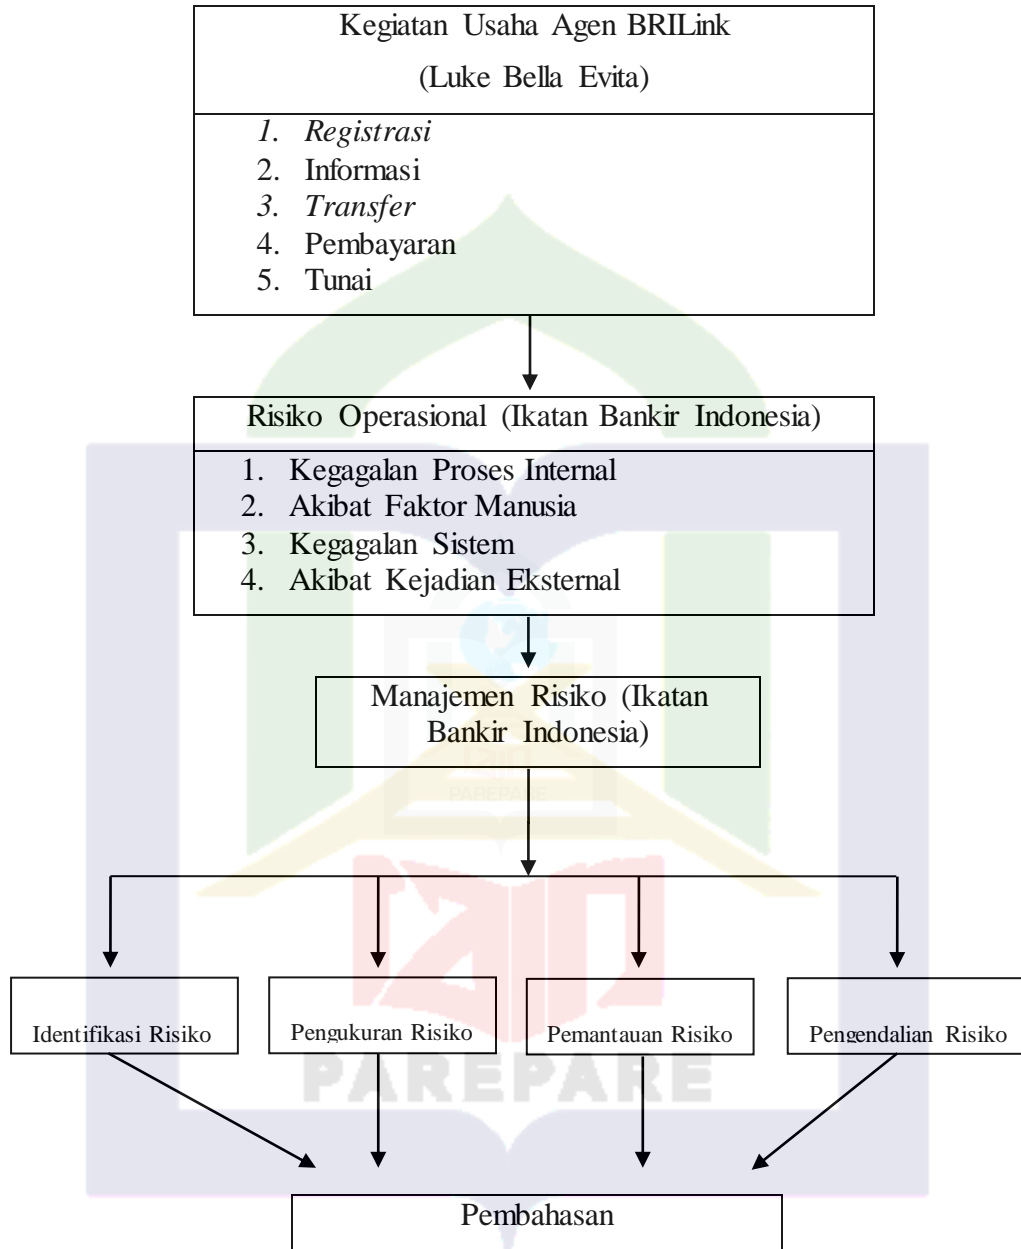 Kegiatan Usaha Agen BRILink
(Luke Bella Evita)
1. Registrasi
2. Informasi
3. Transfer
4. Pembayaran
5. Tunai
Risiko Operasional (Ikatan Bankir Indonesia)
1. Kegagalan Proses Internal
2. Akibat Faktor Manusia
3. Kegagalan Sistem
4. Akibat Kejadian Eksternal
Manajemen Risiko (Ikatan
Bankir Indonesia)
PAREPARE
Identifikasi Risiko
Pengukuran Risiko
Pemantauan Risiko
Pengendalian Risiko
PAREPARE
Pembahasan